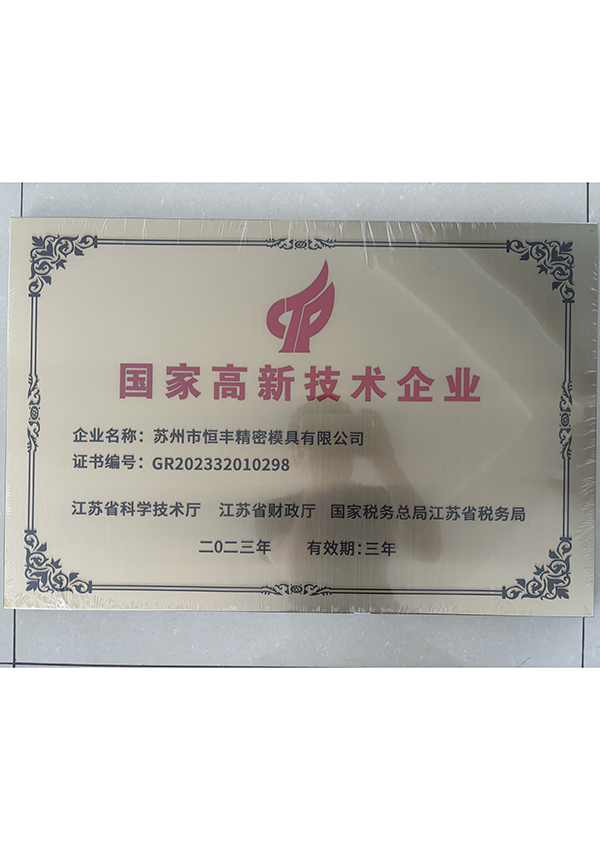 国家高新技术企业
企业名称：苏州市恒丰精密模具有限公司
证书编号：GR202332010298
江苏省科学技术厅 江苏省财政厅 国家税务总局江苏省税务局
二〇二三年 有效期：三年